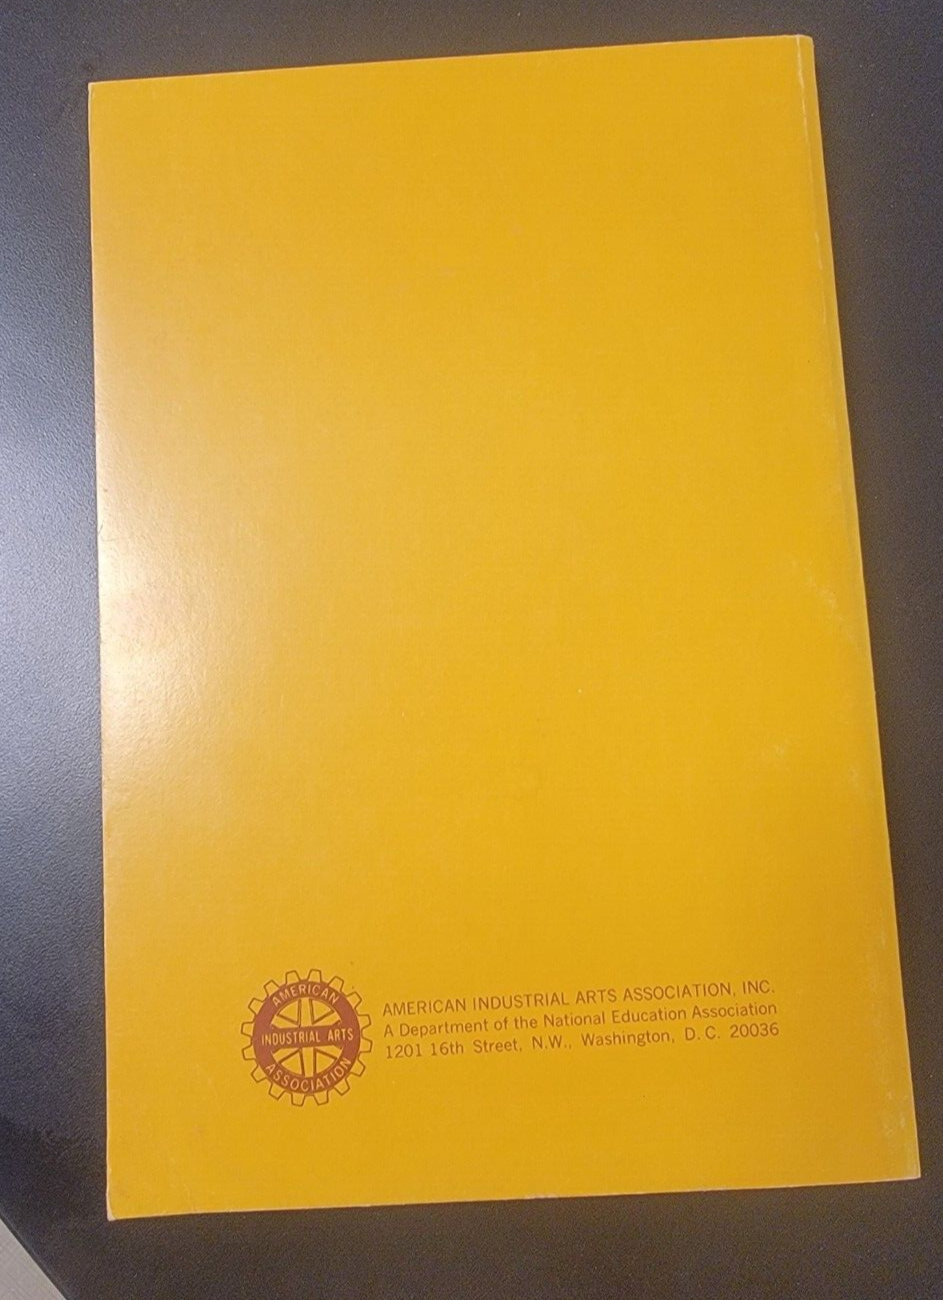 AMERICAN
INDUSTRIAL ARTS
ASSOCIATION
AMERICAN INDUSTRIAL ARTS ASSOCIATION, INC.
A Department of the National Education Association
1201 16th Street, N.W., Washington, D. C. 20036